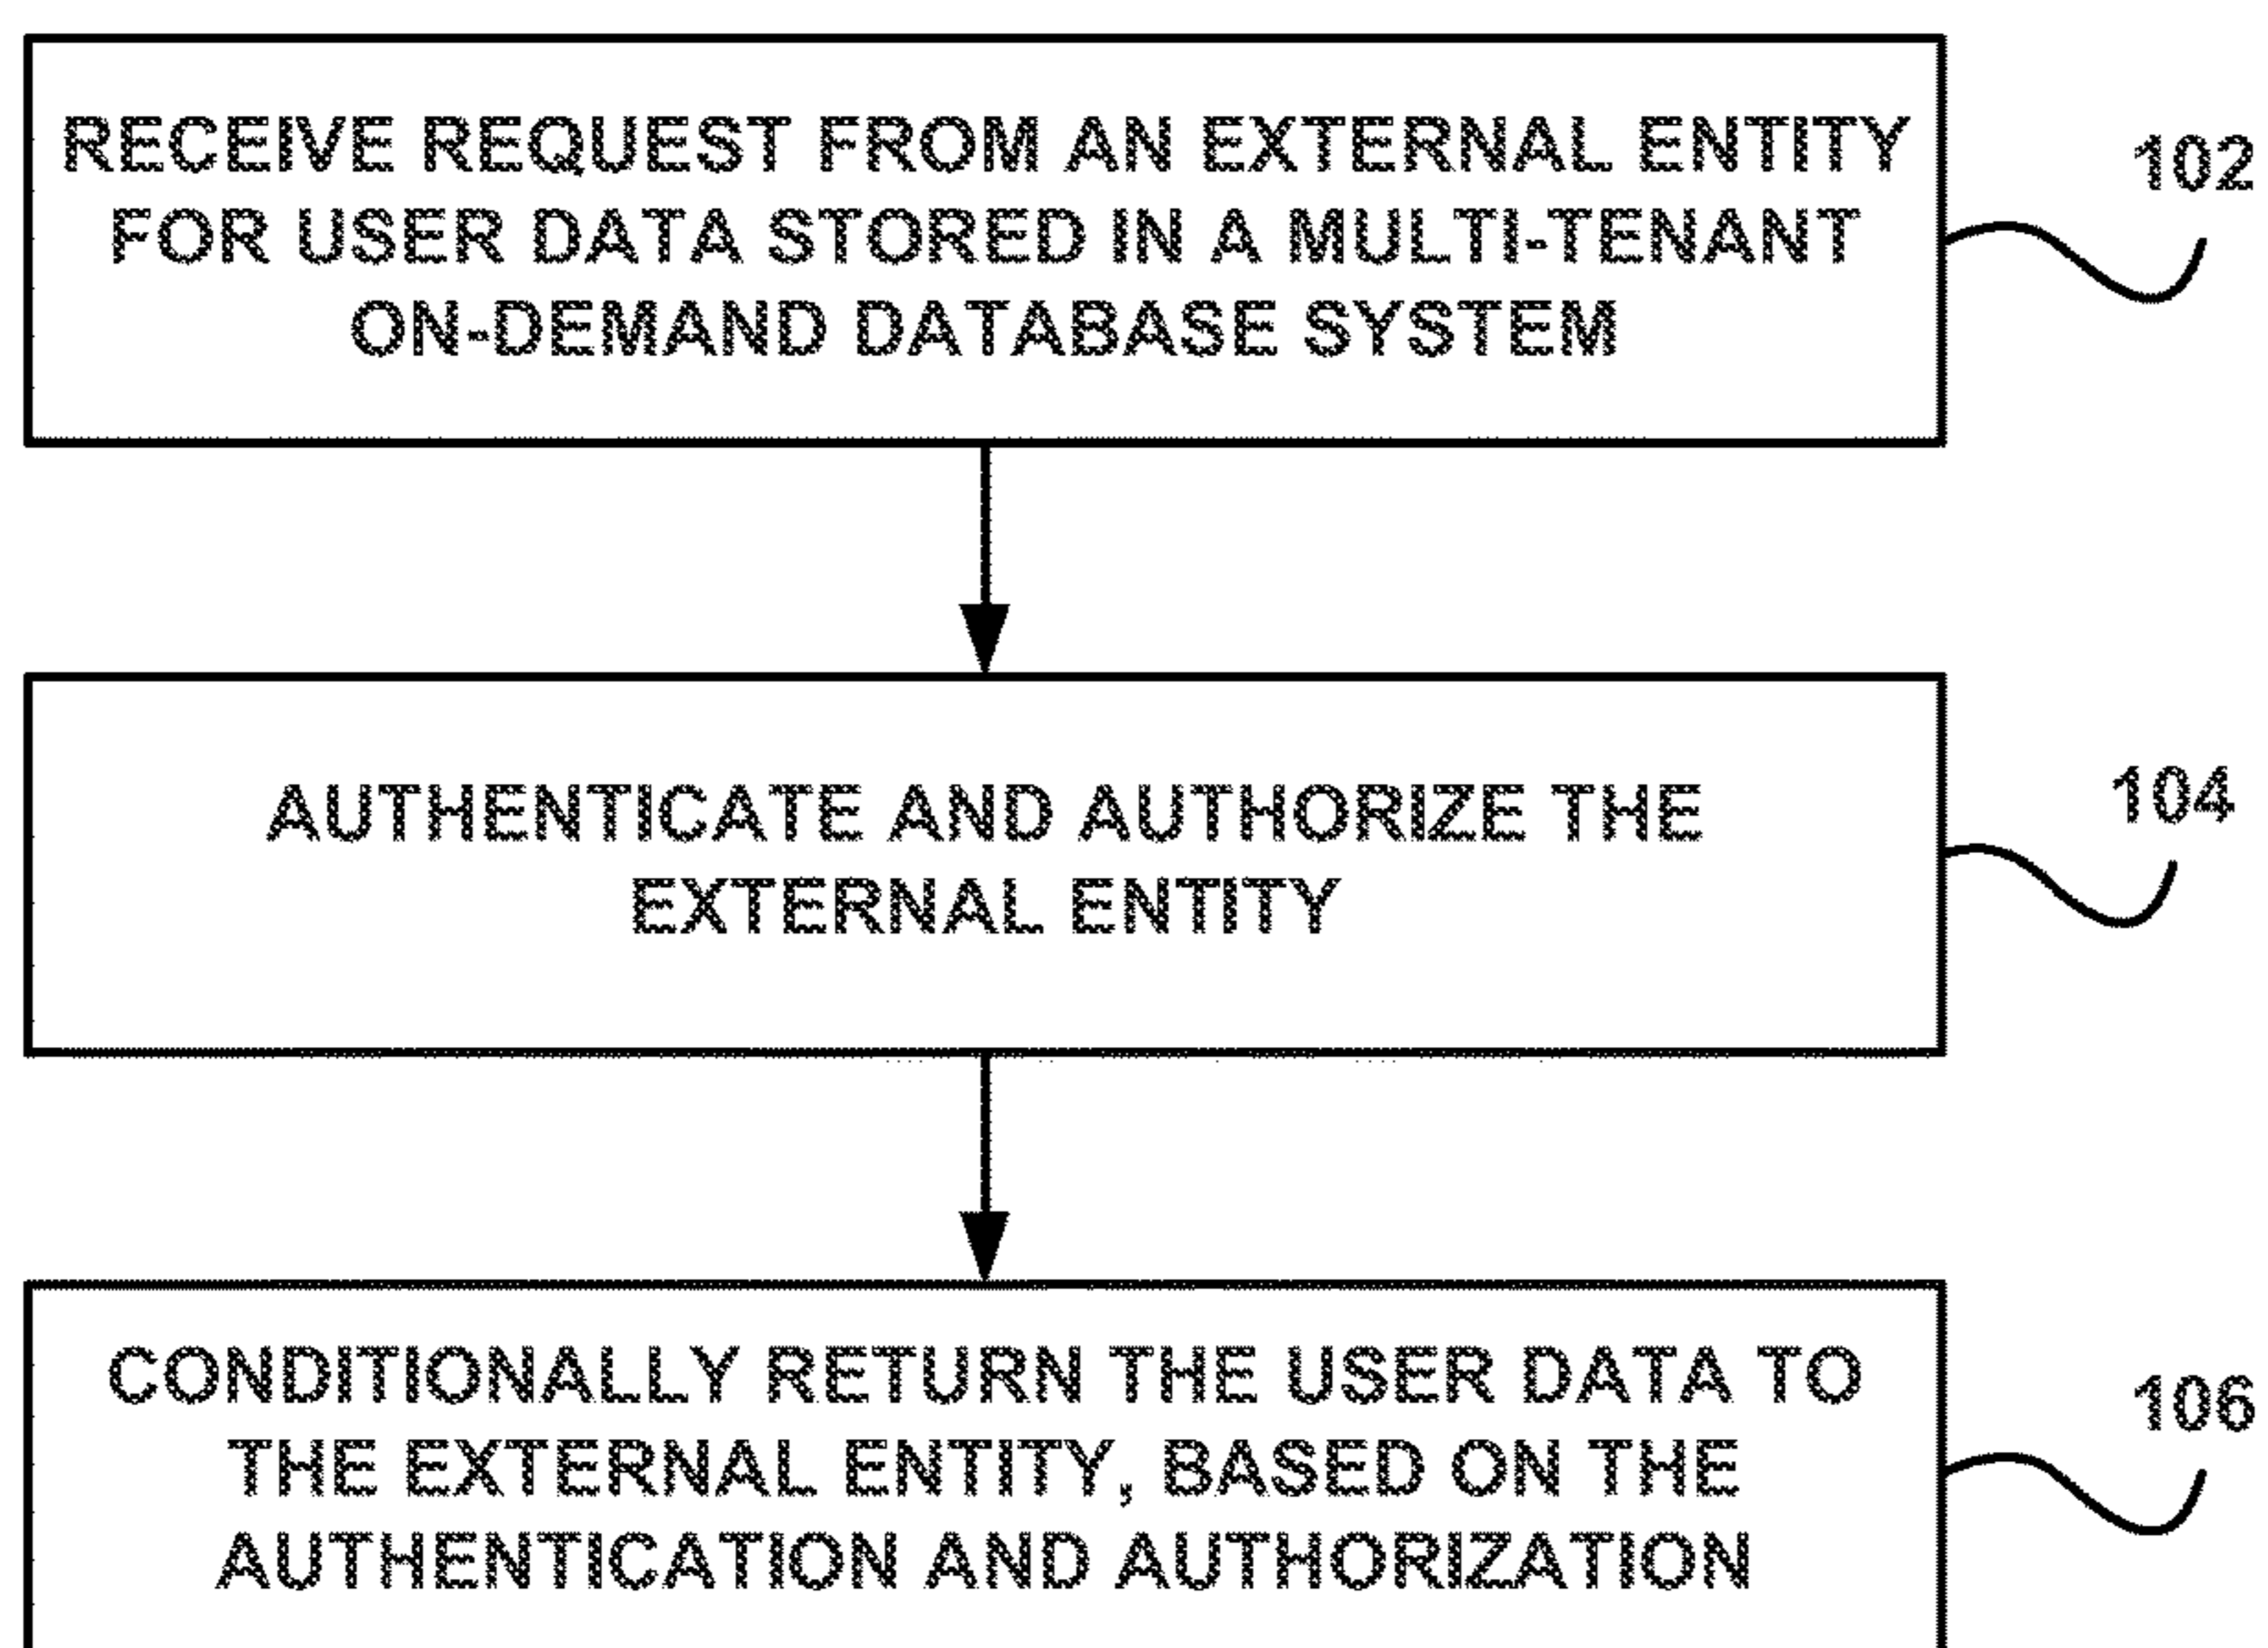 RECEIVE REQUEST FROM AN EXTERNAL ENTITY
FOR USER DATA STORED IN A MULTI-TENANT
ON-DEMAND DATABASE SYSTEM
102
AUTHENTICATE AND AUTHORIZE THE
EXTERNAL ENTITY
104
CONDITIONALLY RETURN THE USER DATA TO
THE EXTERNAL ENTITY, BASED ON THE
AUTHENTICATION AND AUTHORIZATION
106